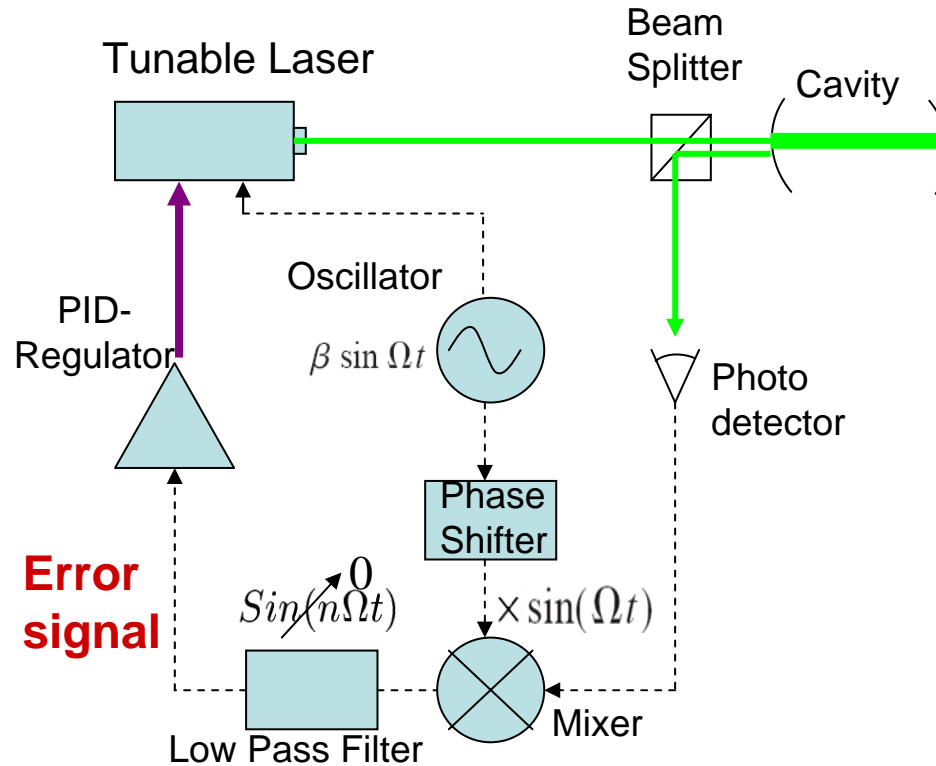 Beam
Splitter
Tunable Laser
Cavity
Oscillator
β sin Ωt
PID-
Regulator
Photo
detector
Phase
Shifter
Error
signal
0
Sin(nΩt)
× sin(Ωt)
Mixer
Low Pass Filter